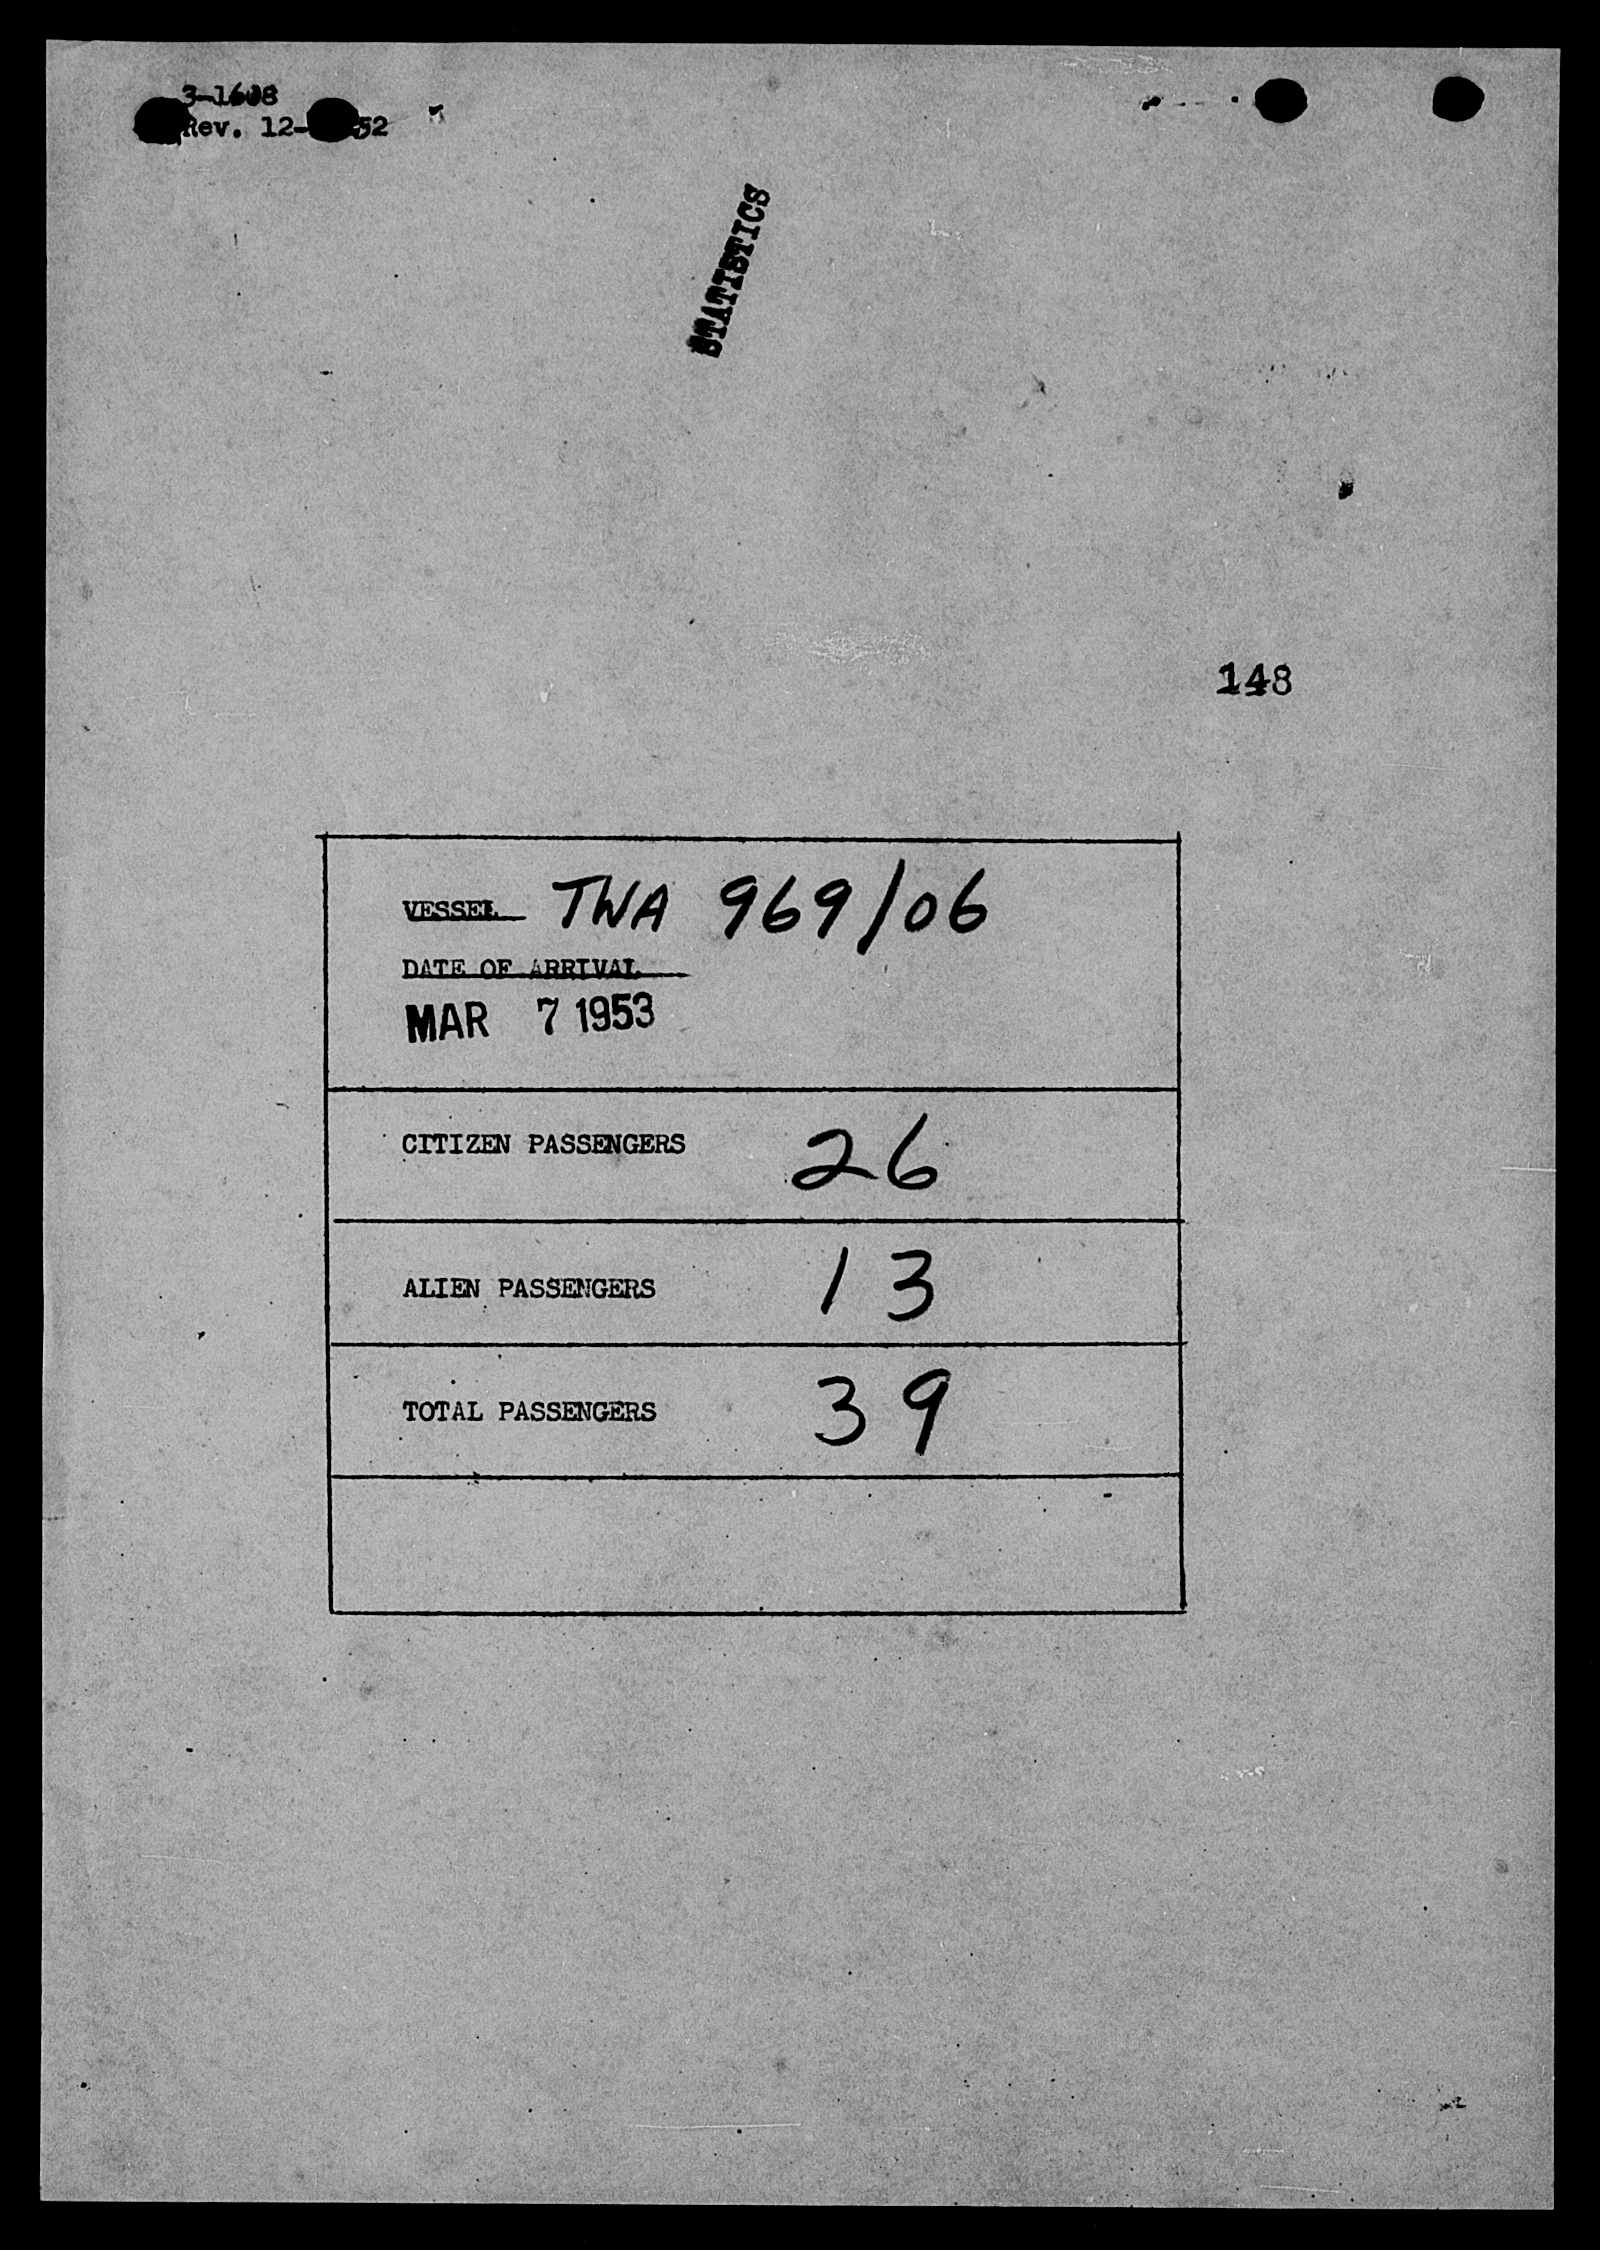 3-1608
Rev. 12- 52
STATISTICS
148
VESSEL TWA 969/06
DATE OF ARRIVAL
MAR 7 1953
CITIZEN PASSENGERS 26
ALIEN PASSENGERS 13
TOTAL PASSENGERS 39